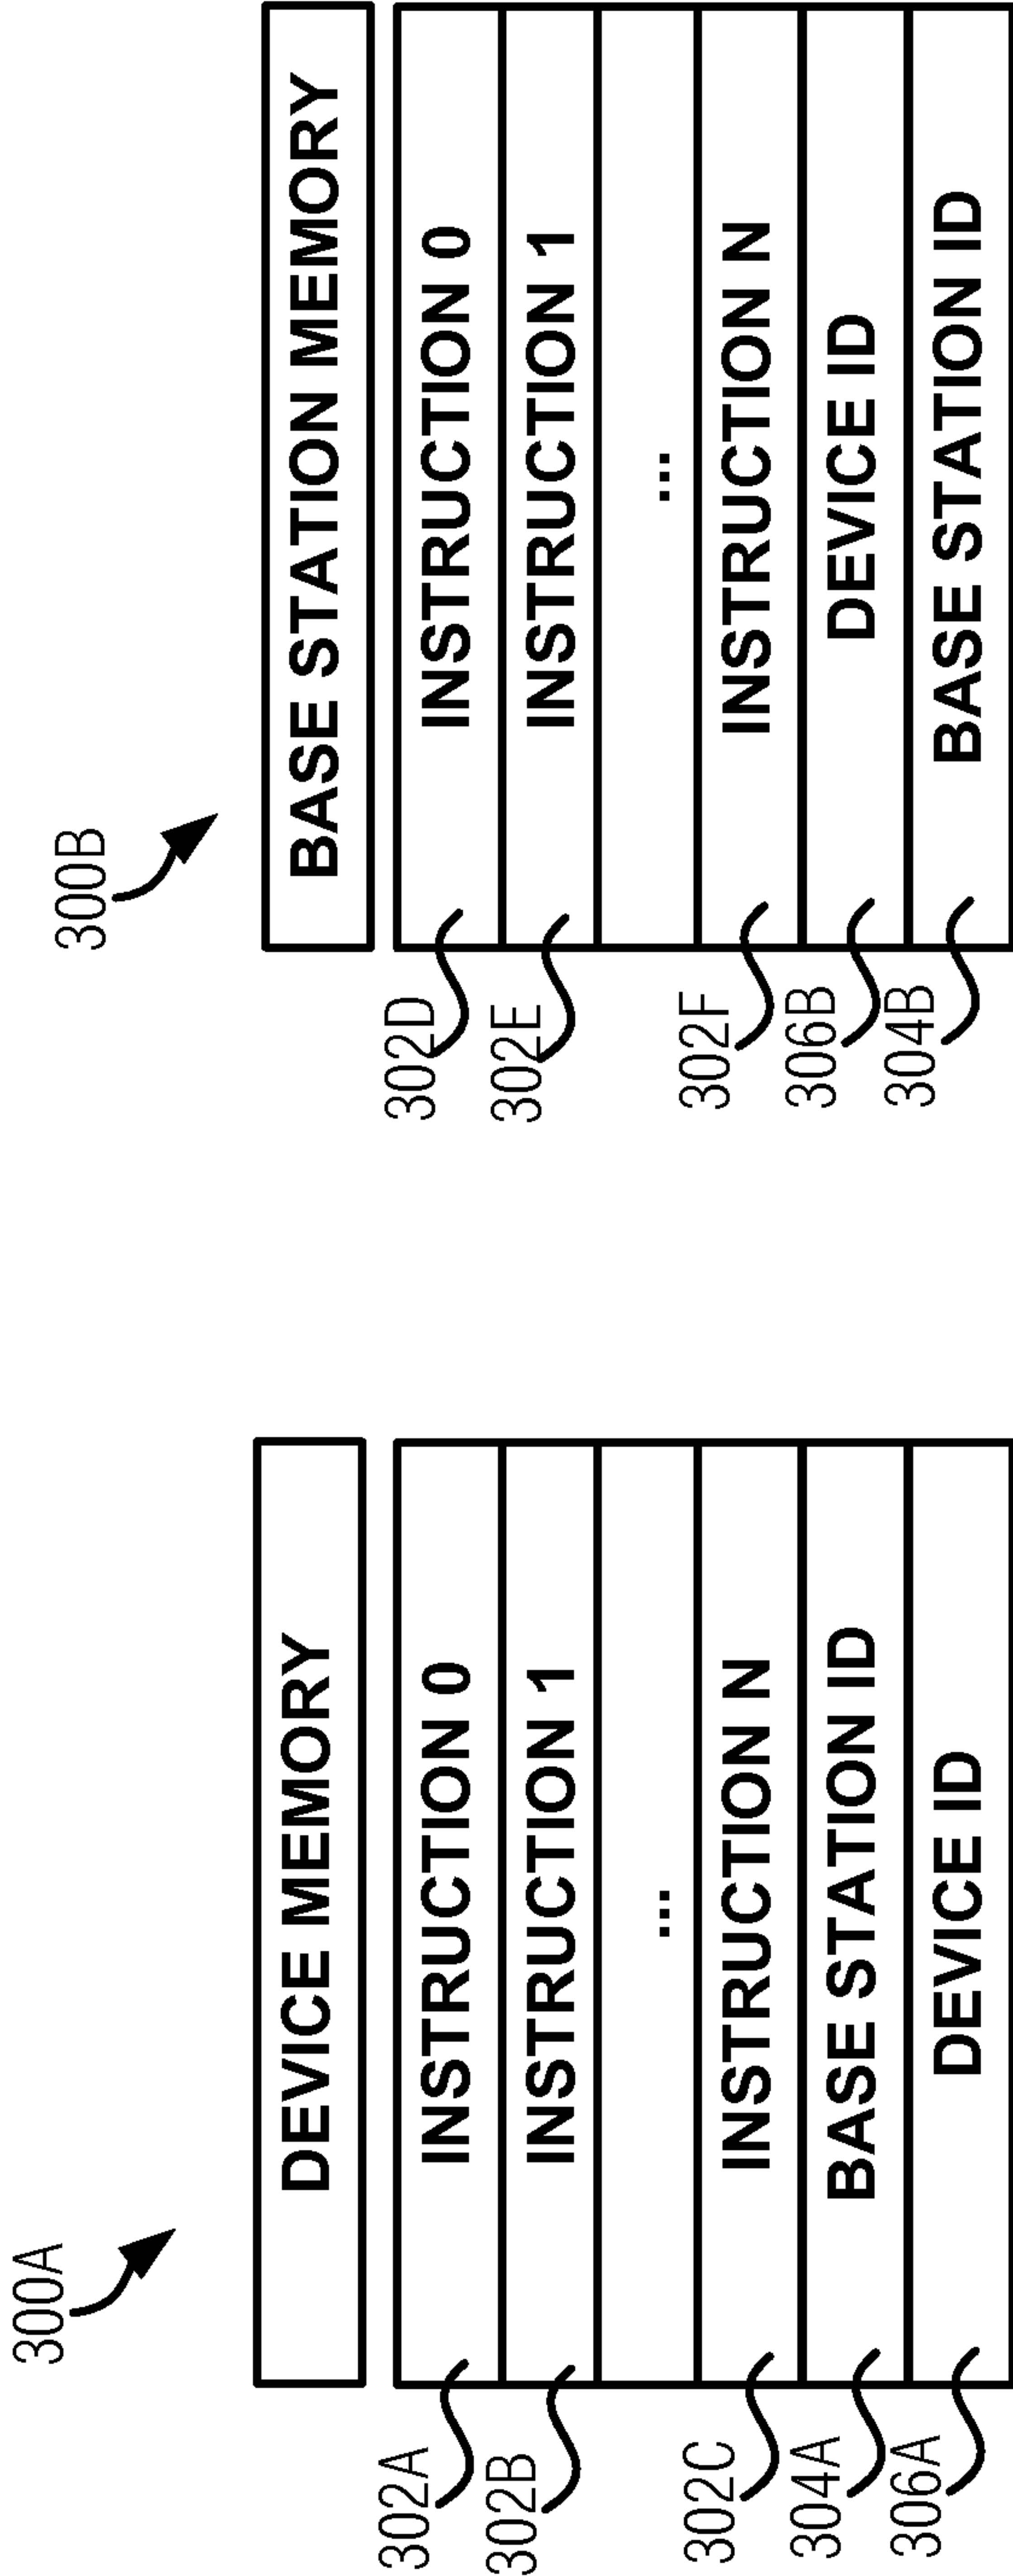 300A
DEVICE MEMORY
302A
INSTRUCTION 0
302B
INSTRUCTION 1
...
302C
INSTRUCTION N
304A
BASE STATION ID
306A
DEVICE ID
300B
BASE STATION MEMORY
302D
INSTRUCTION 0
302E
INSTRUCTION 1
...
302F
INSTRUCTION N
306B
DEVICE ID
304B
BASE STATION ID